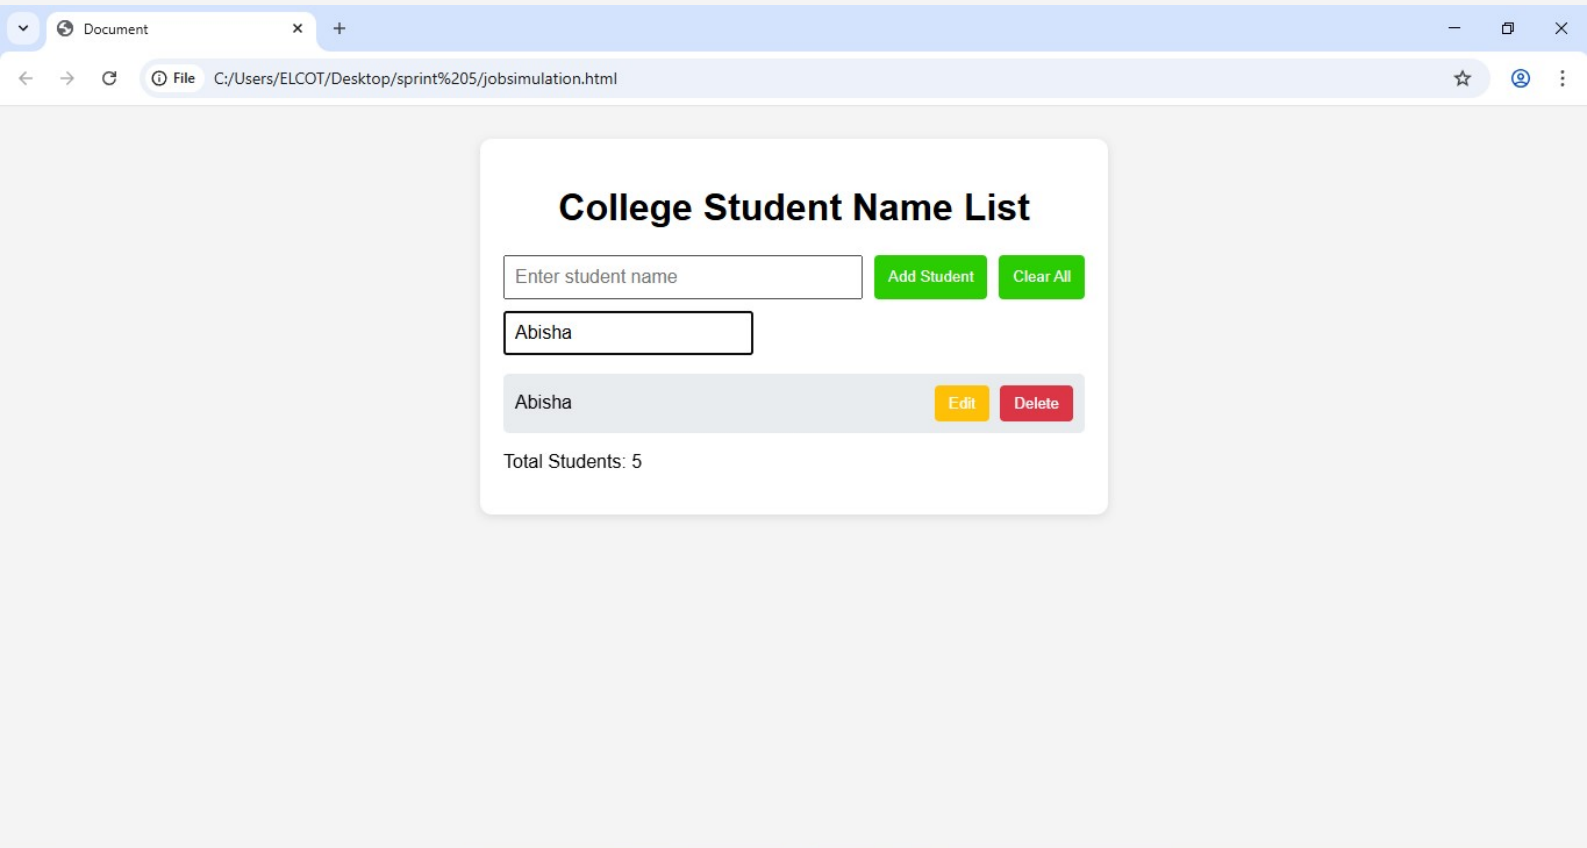 Document
File C:/Users/ELCOT/Desktop/sprint%205/jobsimulation.html
College Student Name List
Enter student name Add Student Clear All
Abisha
Abisha Edit Delete
Total Students: 5